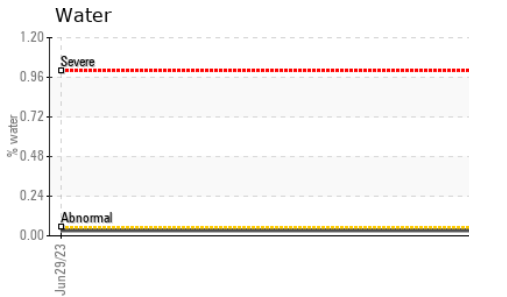 Water
1.20
Severe
0.96
0.72
% water
0.48
0.24
Abnormal
0.00
Jun29/23